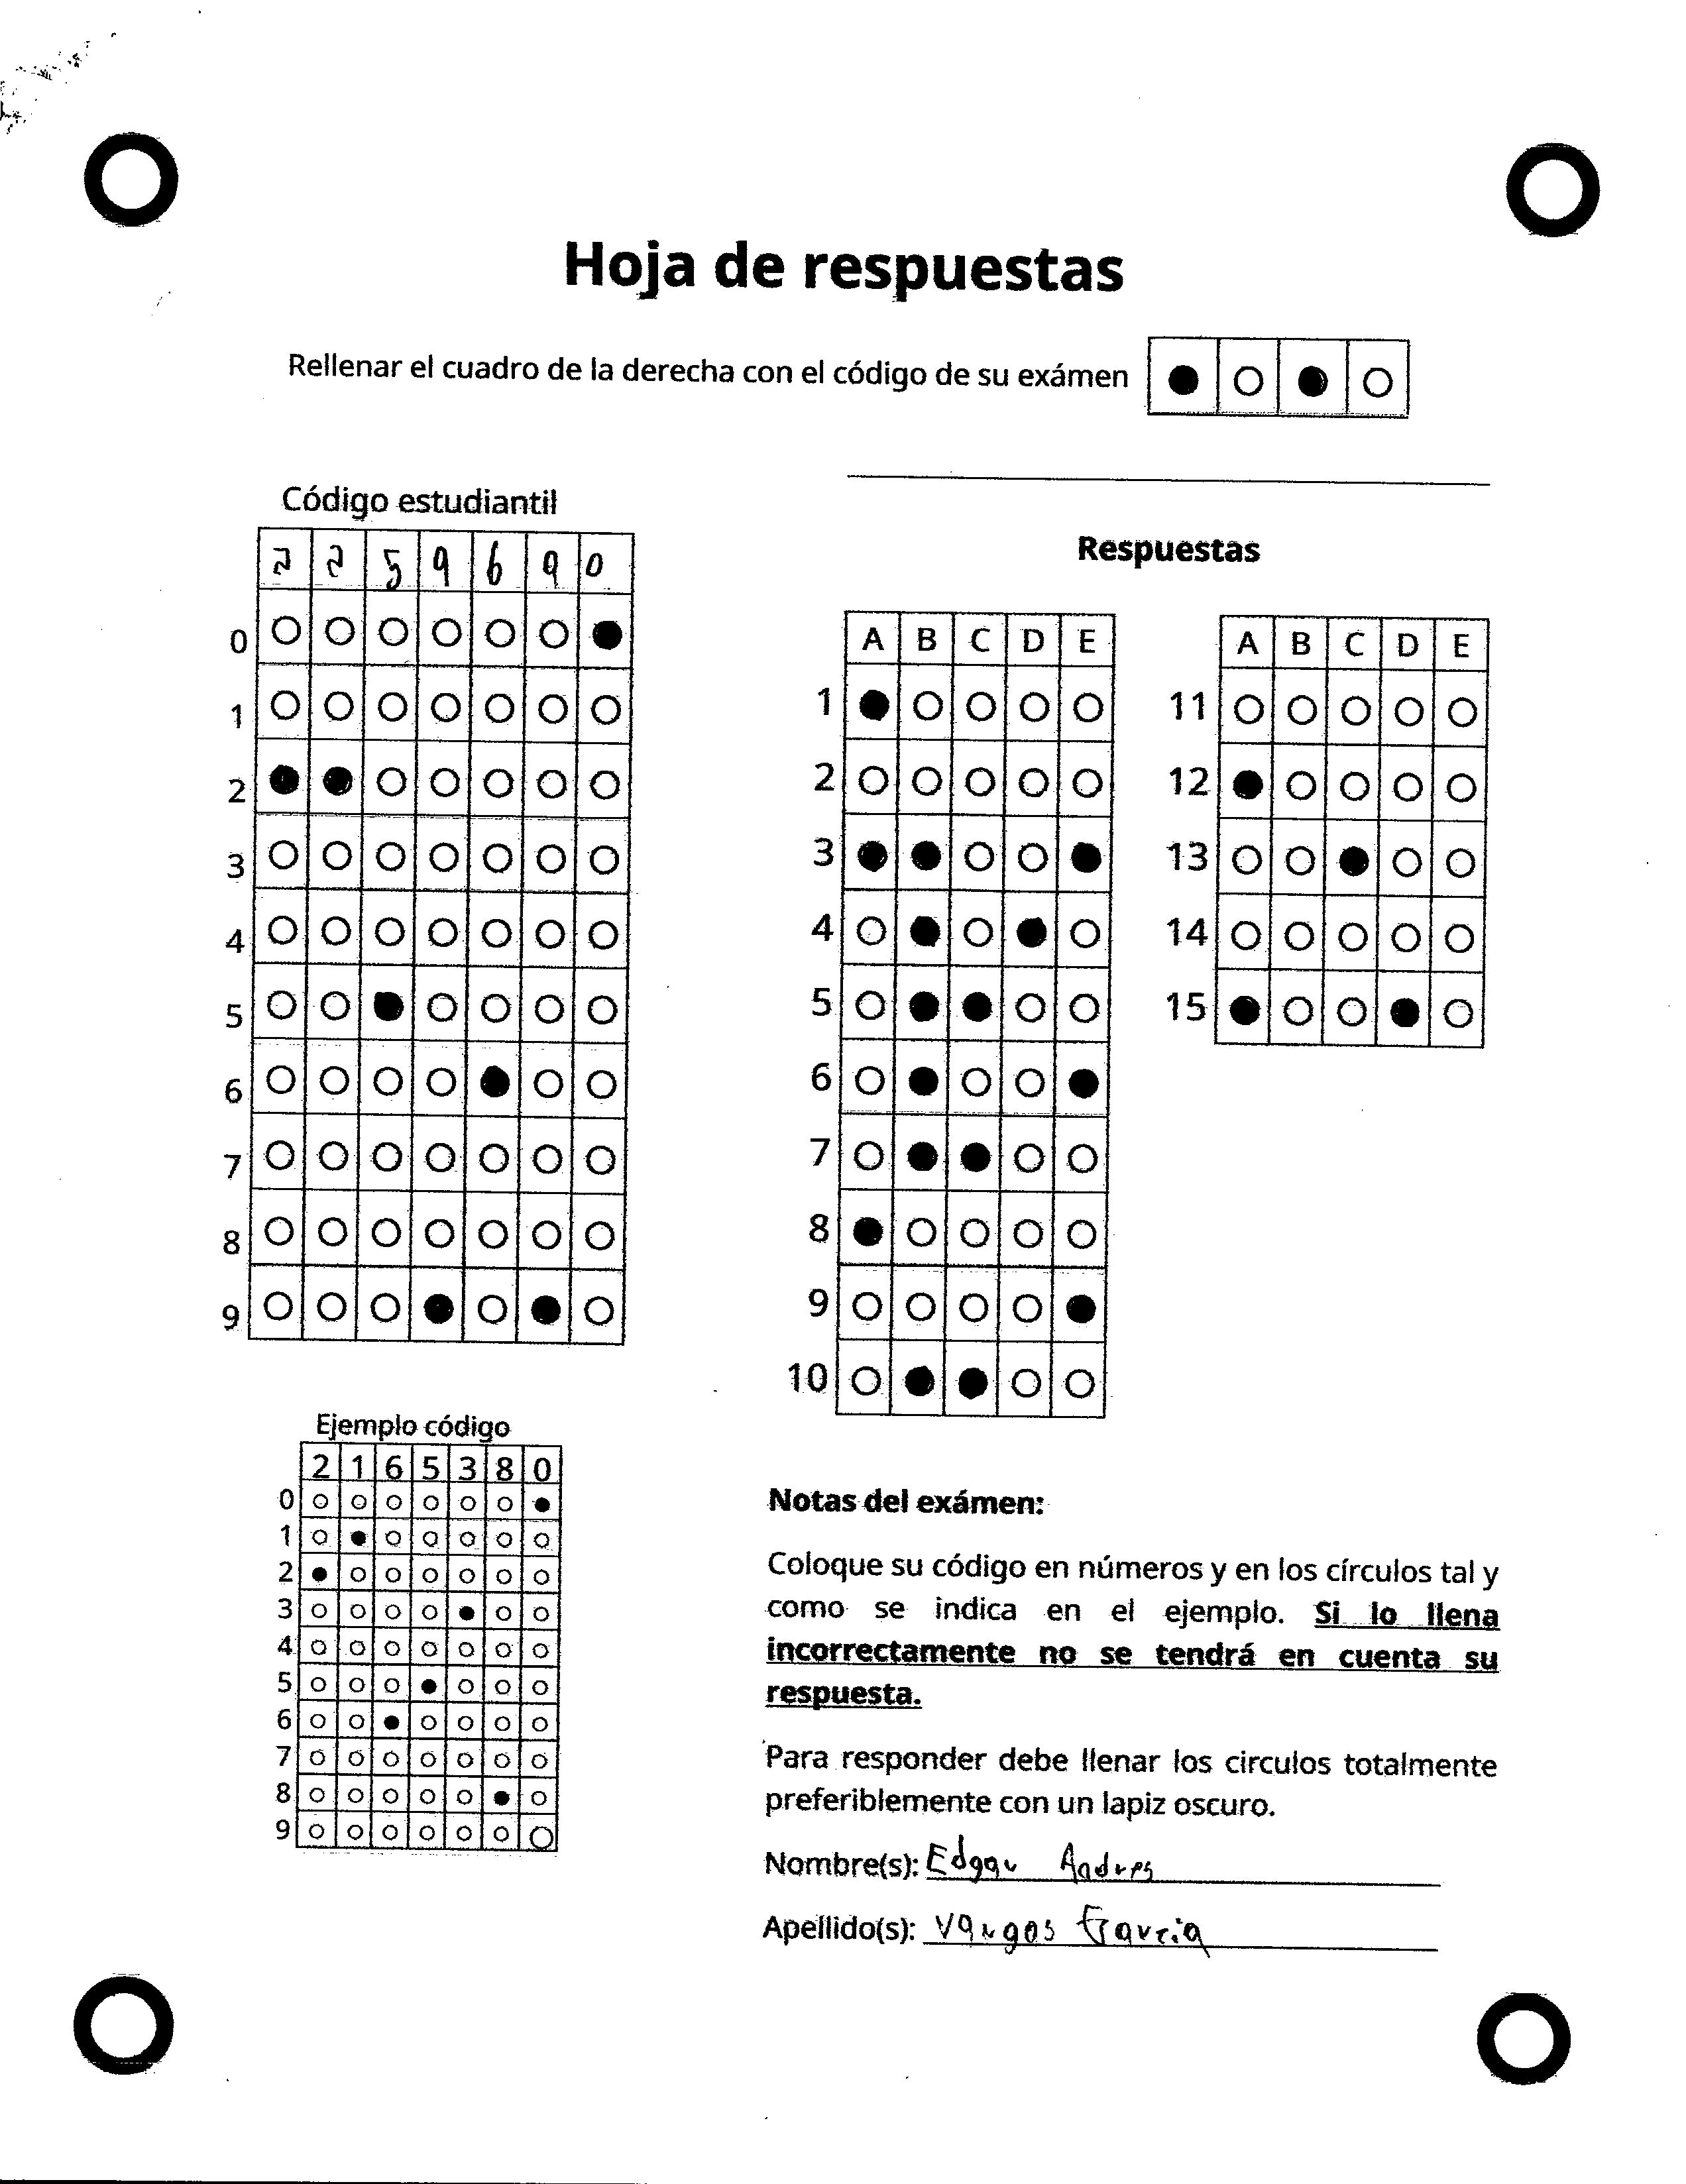 Hoja de respuestas
Rellenar el cuadro de la derecha con el código de su exámen
Código estudiantil
2 2 5 9 6 9 0
0
1
2
3
4
5
6
7
8
9
Respuestas
A B C D E
1
2
3
4
5
6
7
8
9
10
A B C D E
11
12
13
14
15
Ejemplo código
2 1 6 5 3 8 0
0
1
2
3
4
5
6
7
8
9
Notas del exámen:
Coloque su código en números y en los círculos tal y
como se indica en el ejemplo. Si lo llena
incorrectamente no se tendrá en cuenta su
respuesta.
Para responder debe llenar los circulos totalmente
preferiblemente con un lapiz oscuro.
Nombre(s): Edgar Andres
Apellido(s): Vargas Garcia